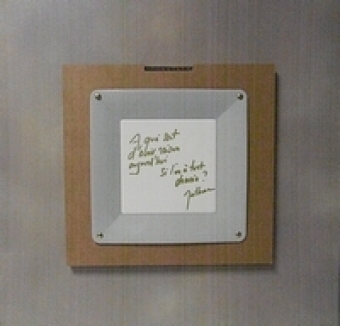 A quoi sert
d'avoir raison
aujourd'hui
si l'on a tort
demain ?